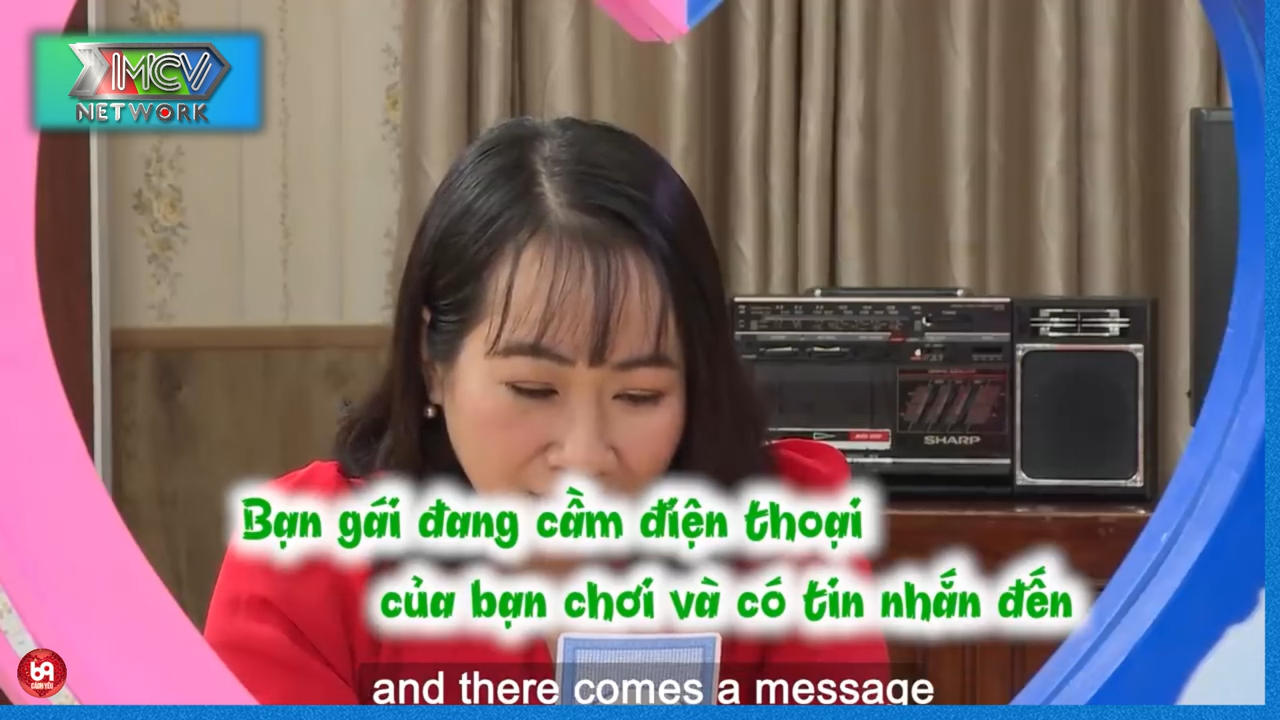 MCV
NETWORK
SHARP
Bạn gái đang cầm điện thoại
của bạn chơi và có tin nhắn đến
and there comes a message